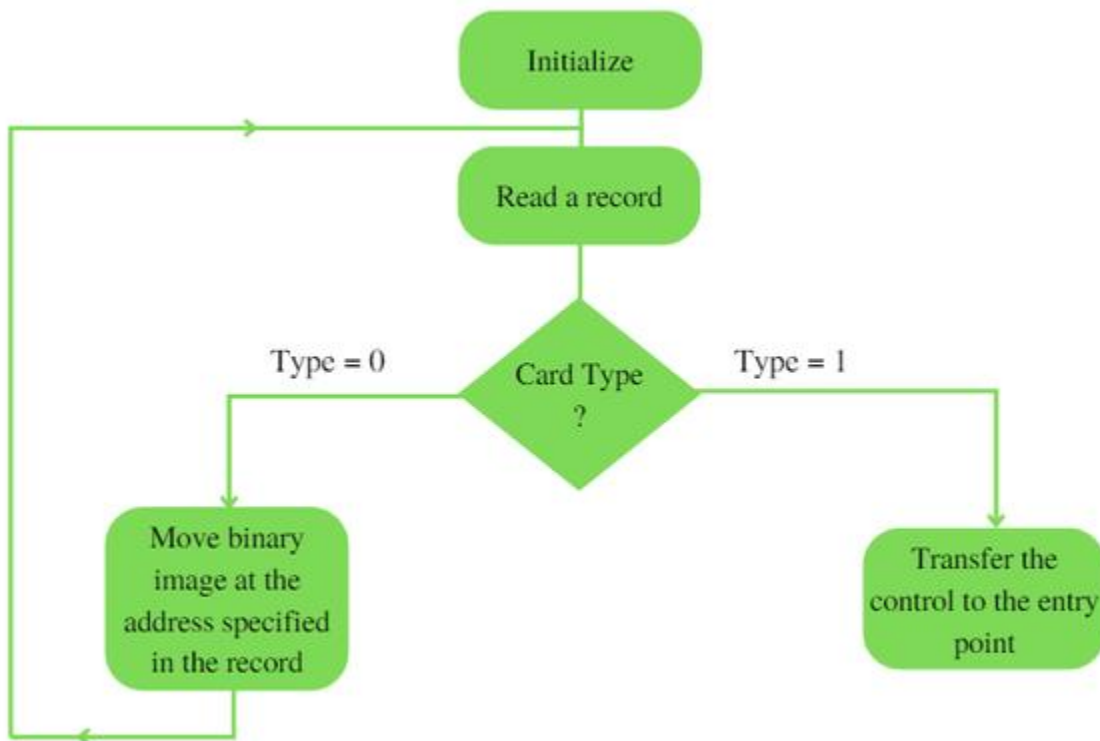 Initialize
Read a record
Type = 0
Card Type
?
Type = 1
Move binary
image at the
address specified
in the record
Transfer the
control to the entry
point